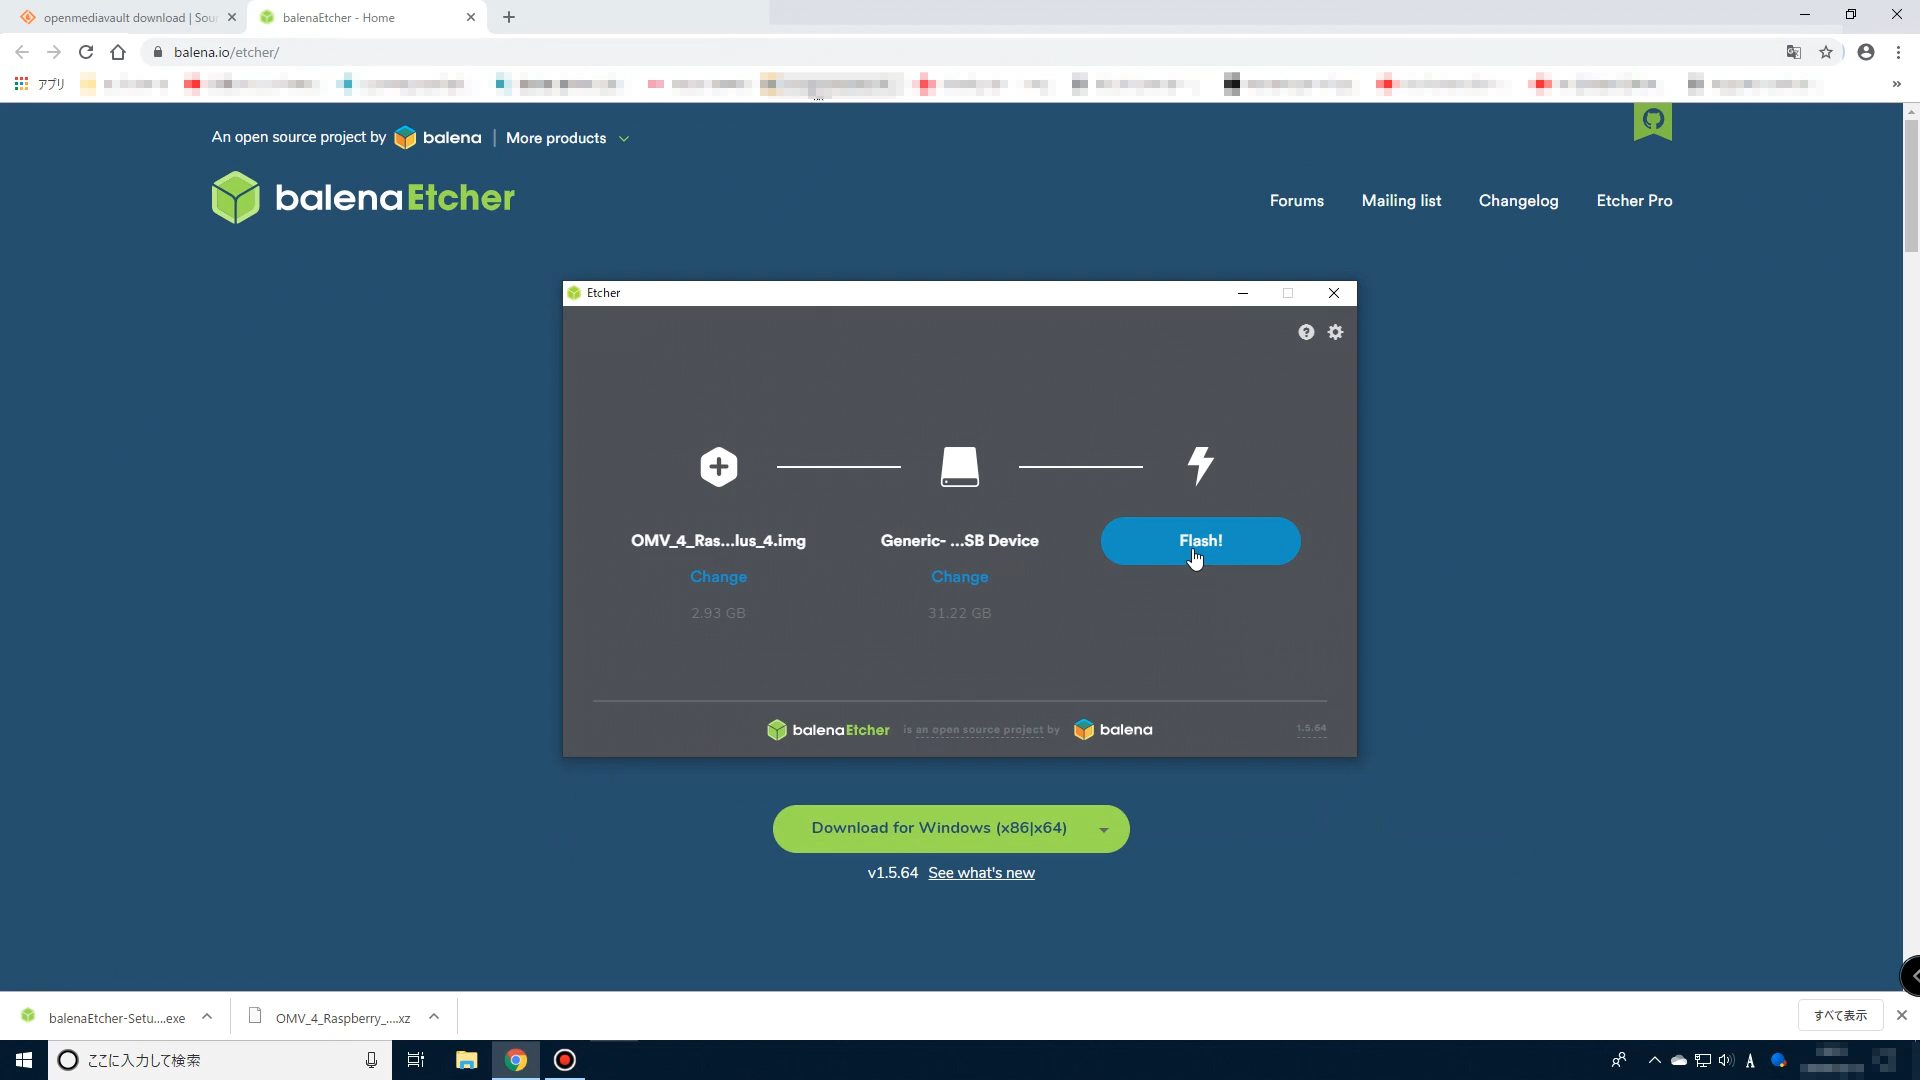 openmediavault download | Sour
balenaEtcher - Home
balena.io/etcher/
アプリ
An open source project by balena | More products
balenaEtcher
Forums
Mailing list
Changelog
Etcher Pro
Etcher
OMV_4_Ras...lus_4.img
Generic- ...SB Device
Flash!
Change
Change
2.93 GB
31.22 GB
balenaEtcher is an open source project by balena
1.5.64
Download for Windows (x86|x64)
v1.5.64 See what's new
balenaEtcher-Setu....exe
OMV_4_Raspberry_....xz
すべて表示
ここに入力して検索
A